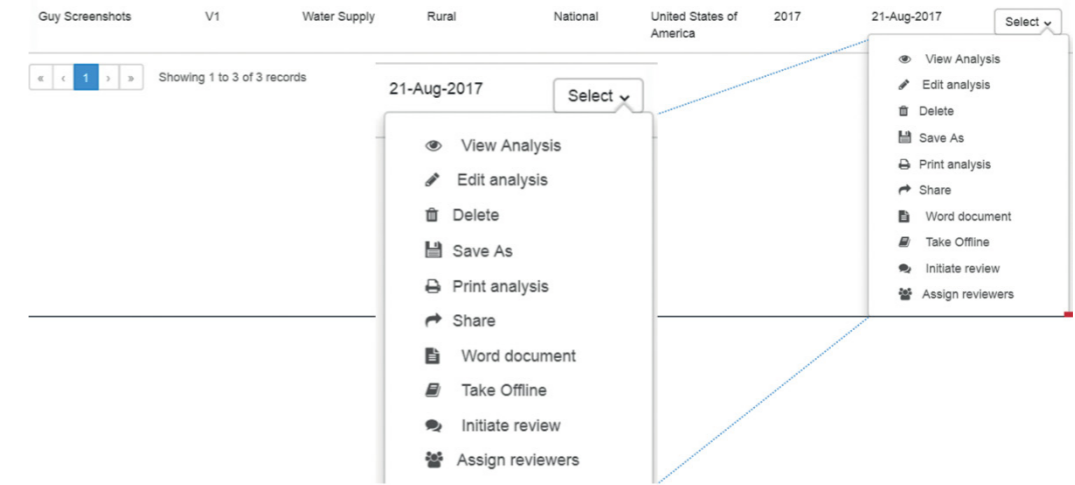 Guy Screenshots V1 Water Supply Rural National United States of America 2017 21-Aug-2017 Select
« ‹ 1 › » Showing 1 to 3 of 3 records
21-Aug-2017 Select
View Analysis
Edit analysis
Delete
Save As
Print analysis
Share
Word document
Take Offline
Initiate review
Assign reviewers
View Analysis
Edit analysis
Delete
Save As
Print analysis
Share
Word document
Take Offline
Initiate review
Assign reviewers